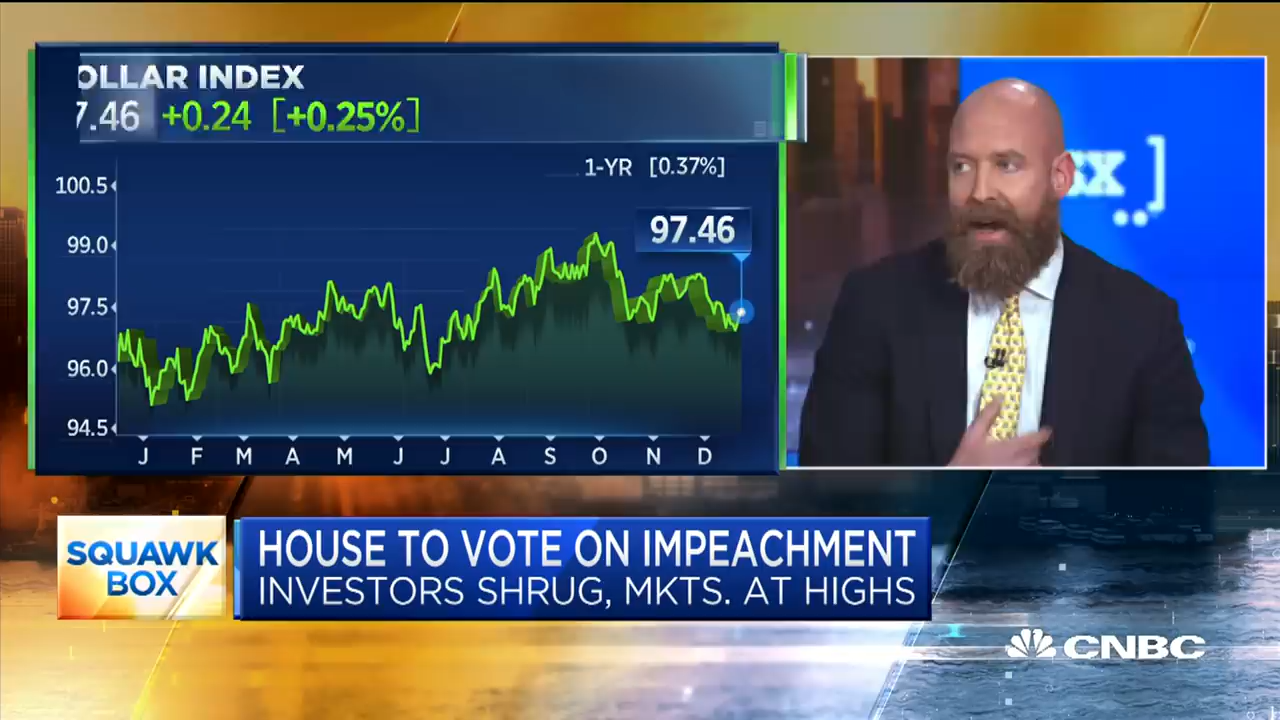 OLLAR INDEX
7.46 +0.24 [+0.25%]
1-YR [0.37%]
100.5
99.0
97.5
96.0
94.5
97.46
J F M A M J J A S O N D
SX ]
SQUAWK
BOX
HOUSE TO VOTE ON IMPEACHMENT
INVESTORS SHRUG, MKTS. AT HIGHS
CNBC